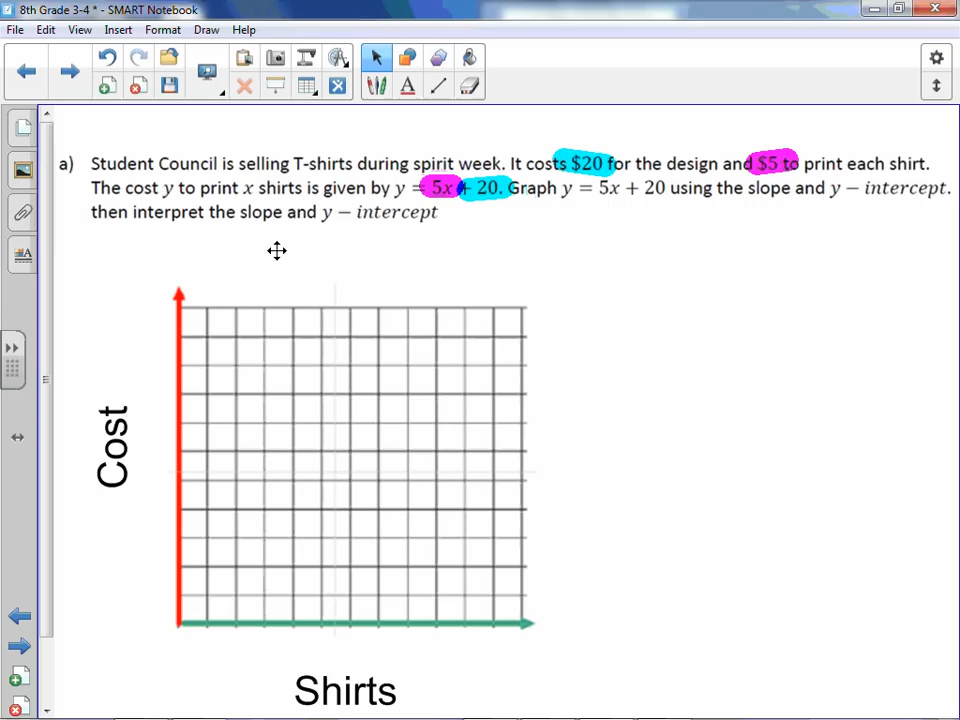 8th Grade 3-4 * - SMART Notebook
File Edit View Insert Format Draw Help
a) Student Council is selling T-shirts during spirit week. It costs $20 for the design and $5 to print each shirt.
The cost y to print x shirts is given by y = 5x + 20. Graph y = 5x + 20 using the slope and y − intercept.
then interpret the slope and y − intercept
Cost
Shirts